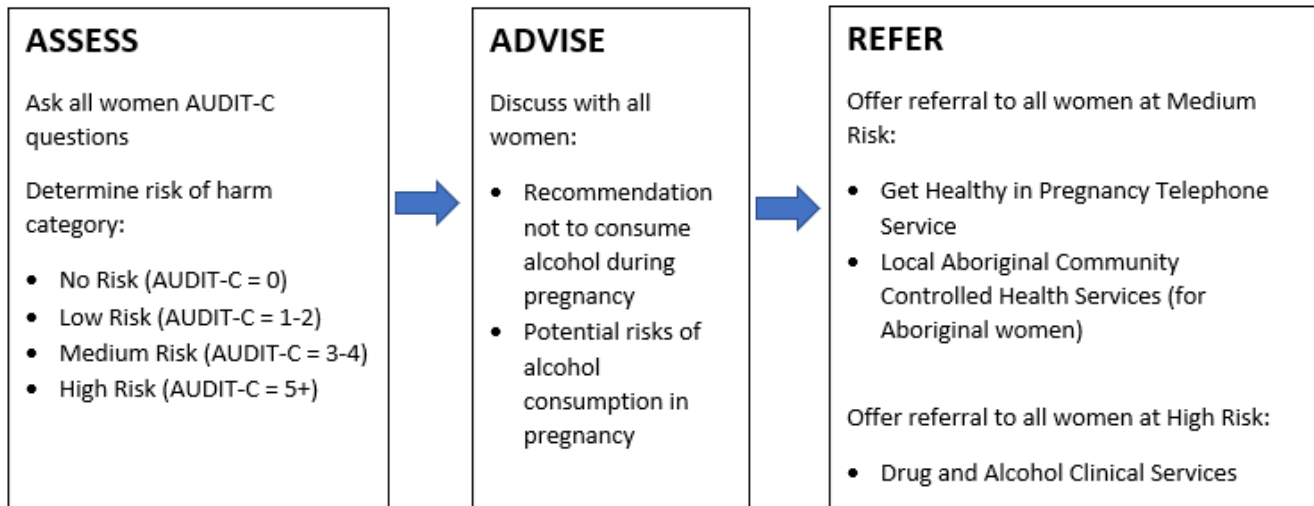 ASSESS
Ask all women AUDIT-C
questions
Determine risk of harm
category:
• No Risk (AUDIT-C = 0)
• Low Risk (AUDIT-C = 1-2)
• Medium Risk (AUDIT-C = 3-4)
• High Risk (AUDIT-C = 5+)
ADVISE
Discuss with all
women:
• Recommendation
not to consume
alcohol during
pregnancy
• Potential risks of
alcohol
consumption in
pregnancy
REFER
Offer referral to all women at Medium
Risk:
• Get Healthy in Pregnancy Telephone
Service
• Local Aboriginal Community
Controlled Health Services (for
Aboriginal women)
Offer referral to all women at High Risk:
• Drug and Alcohol Clinical Services